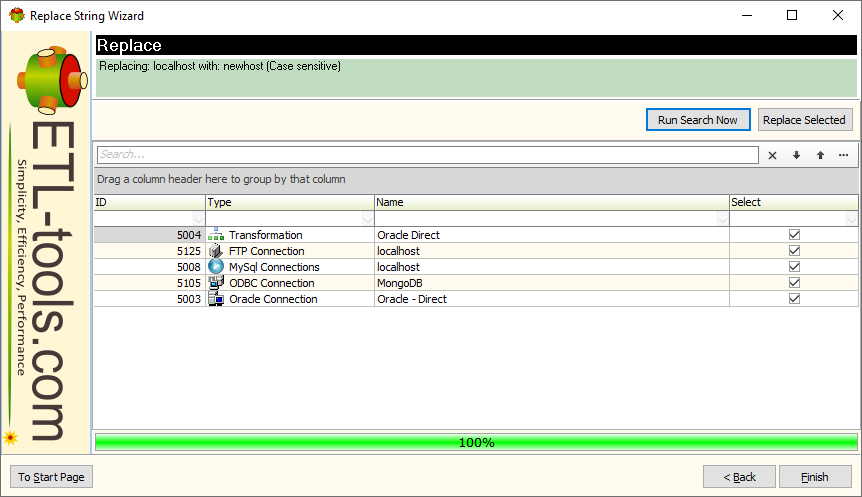 Replace String Wizard
ETL-tools.com
Simplicity, Efficiency, Performance
Replace
Replacing: localhost with: newhost (Case sensitive)
Run Search Now Replace Selected
Search...
Drag a column header here to group by that column
ID Type Name Select
5004 Transformation Oracle Direct
5125 FTP Connection localhost
5008 MySql Connections localhost
5105 ODBC Connection MongoDB
5003 Oracle Connection Oracle - Direct
100%
To Start Page < Back Finish